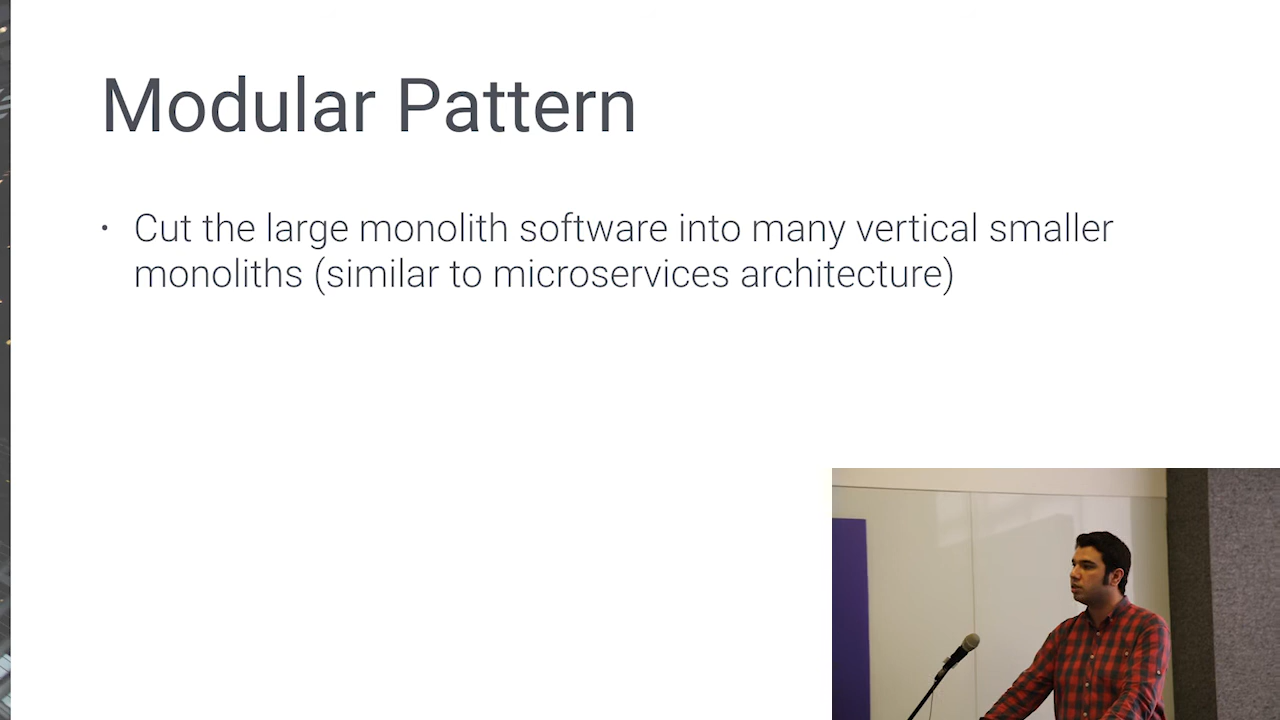 Modular Pattern
• Cut the large monolith software into many vertical smaller
monoliths (similar to microservices architecture)